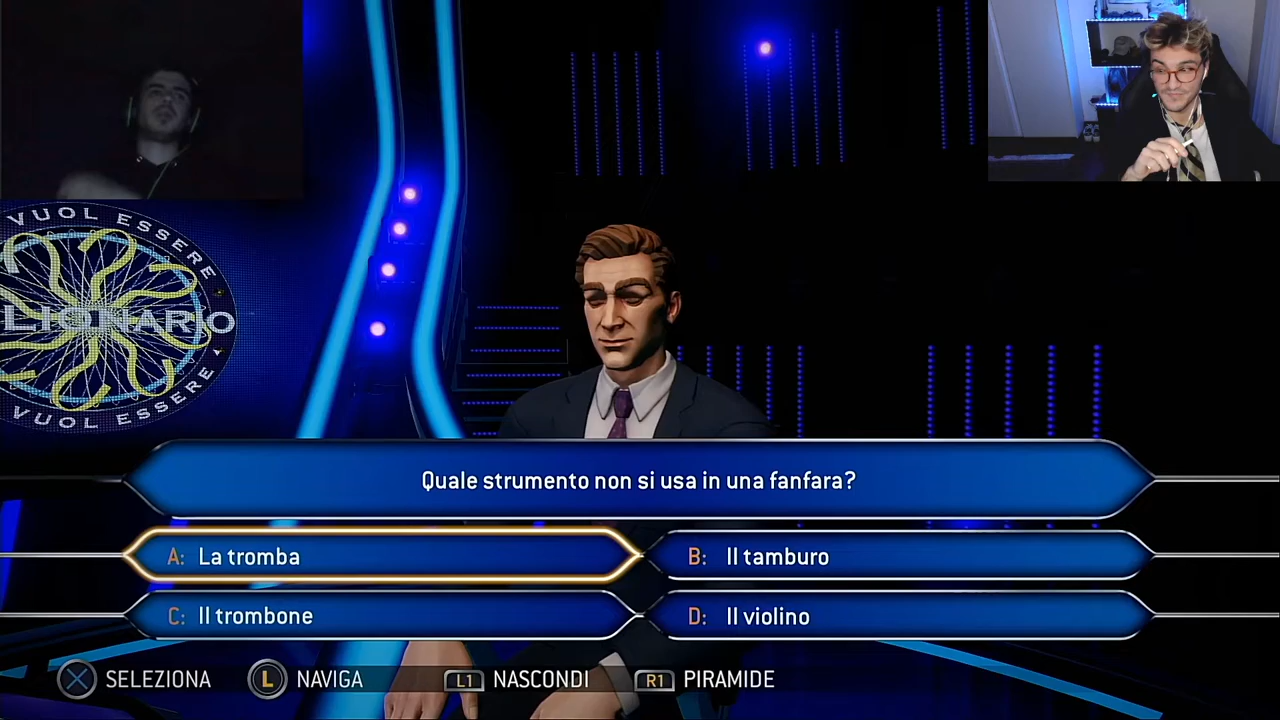 VUOL ESSERE
LIONARIO
VUOL ESSERE
Quale strumento non si usa in una fanfara?
A: La tromba
B: Il tamburo
C: Il trombone
D: Il violino
SELEZIONA
L NAVIGA
L1 NASCONDI
R1 PIRAMIDE